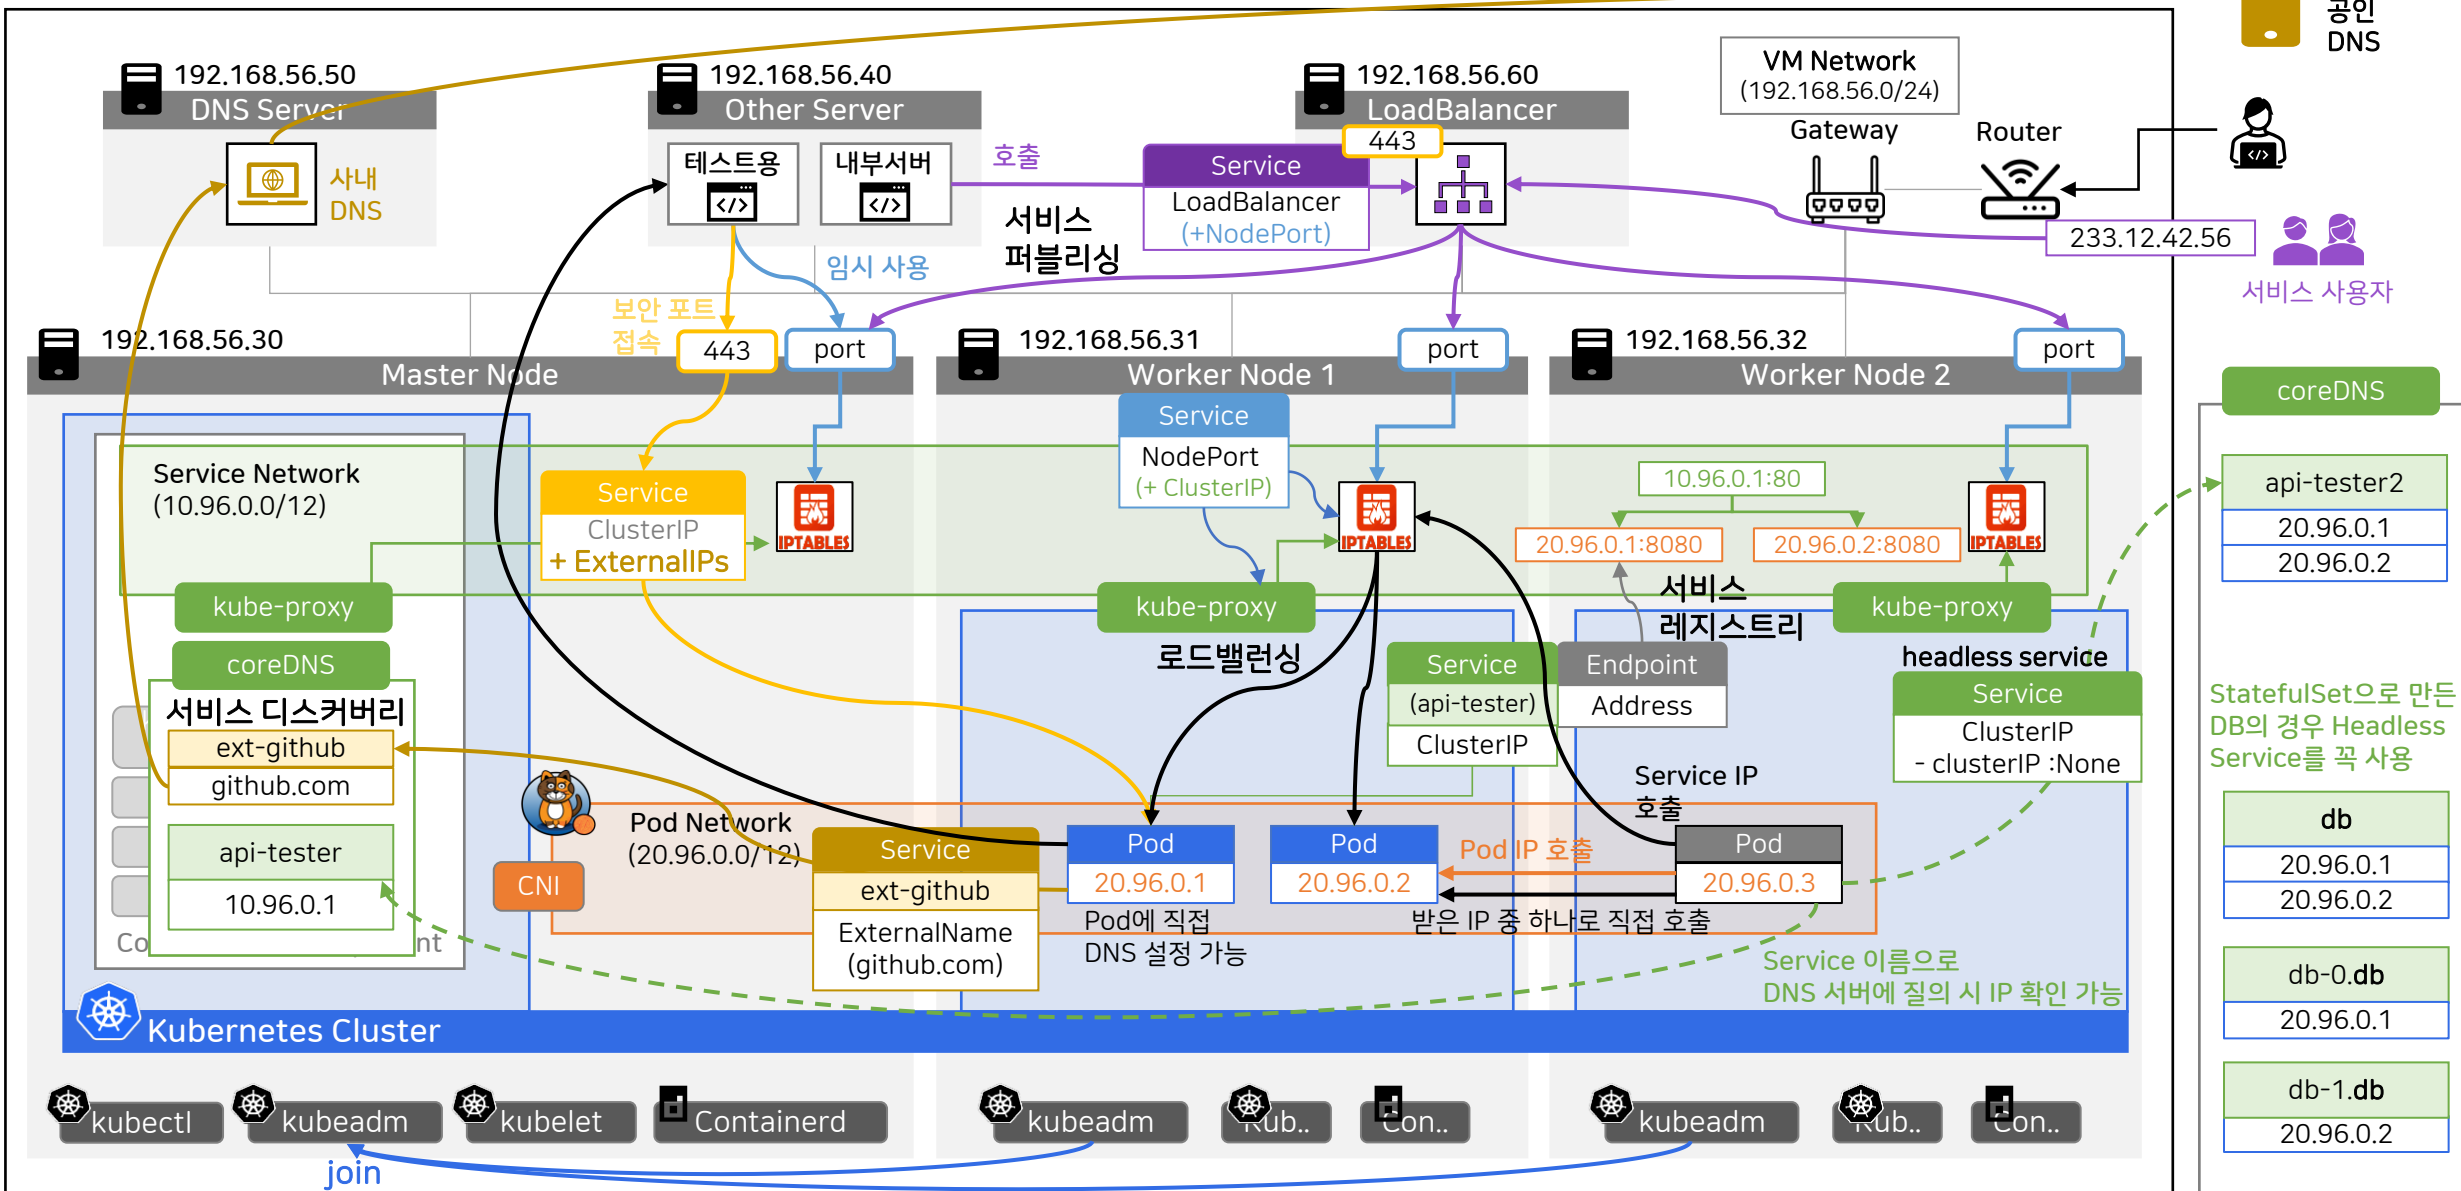 공인
DNS
192.168.56.50
DNS Server
사내
DNS
192.168.56.40
Other Server
테스트용
내부서버
호출
임시 사용
보안 포트
접속
서비스
퍼블리싱
192.168.56.60
LoadBalancer
443
Service
LoadBalancer
(+NodePort)
VM Network
(192.168.56.0/24)
Gateway
Router
233.12.42.56
서비스 사용자
192.168.56.30
Master Node
443
port
192.168.56.31
Worker Node 1
port
192.168.56.32
Worker Node 2
port
Service Network
(10.96.0.0/12)
Service
ClusterIP
+ ExternalIPs
IPTABLES
Service
NodePort
(+ ClusterIP)
IPTABLES
10.96.0.1:80
20.96.0.1:8080
20.96.0.2:8080
IPTABLES
kube-proxy
kube-proxy
kube-proxy
서비스
레지스트리
로드밸런싱
coreDNS
서비스 디스커버리
ext-github
github.com
api-tester
10.96.0.1
Co
nt
Service
(api-tester)
ClusterIP
Endpoint
Address
headless service
Service
ClusterIP
- clusterIP :None
Service IP
호출
Pod Network
(20.96.0.0/12)
CNI
Service
ext-github
ExternalName
(github.com)
Pod
20.96.0.1
Pod에 직접
DNS 설정 가능
Pod
20.96.0.2
Pod IP 호출
받은 IP 중 하나로 직접 호출
Pod
20.96.0.3
Service 이름으로
DNS 서버에 질의 시 IP 확인 가능
Kubernetes Cluster
kubectl
kubeadm
kubelet
Containerd
kubeadm
Kub..
Con..
kubeadm
Kub..
Con..
join
coreDNS
api-tester2
20.96.0.1
20.96.0.2
StatefulSet으로 만든
DB의 경우 Headless
Service를 꼭 사용
db
20.96.0.1
20.96.0.2
db-0.db
20.96.0.1
db-1.db
20.96.0.2